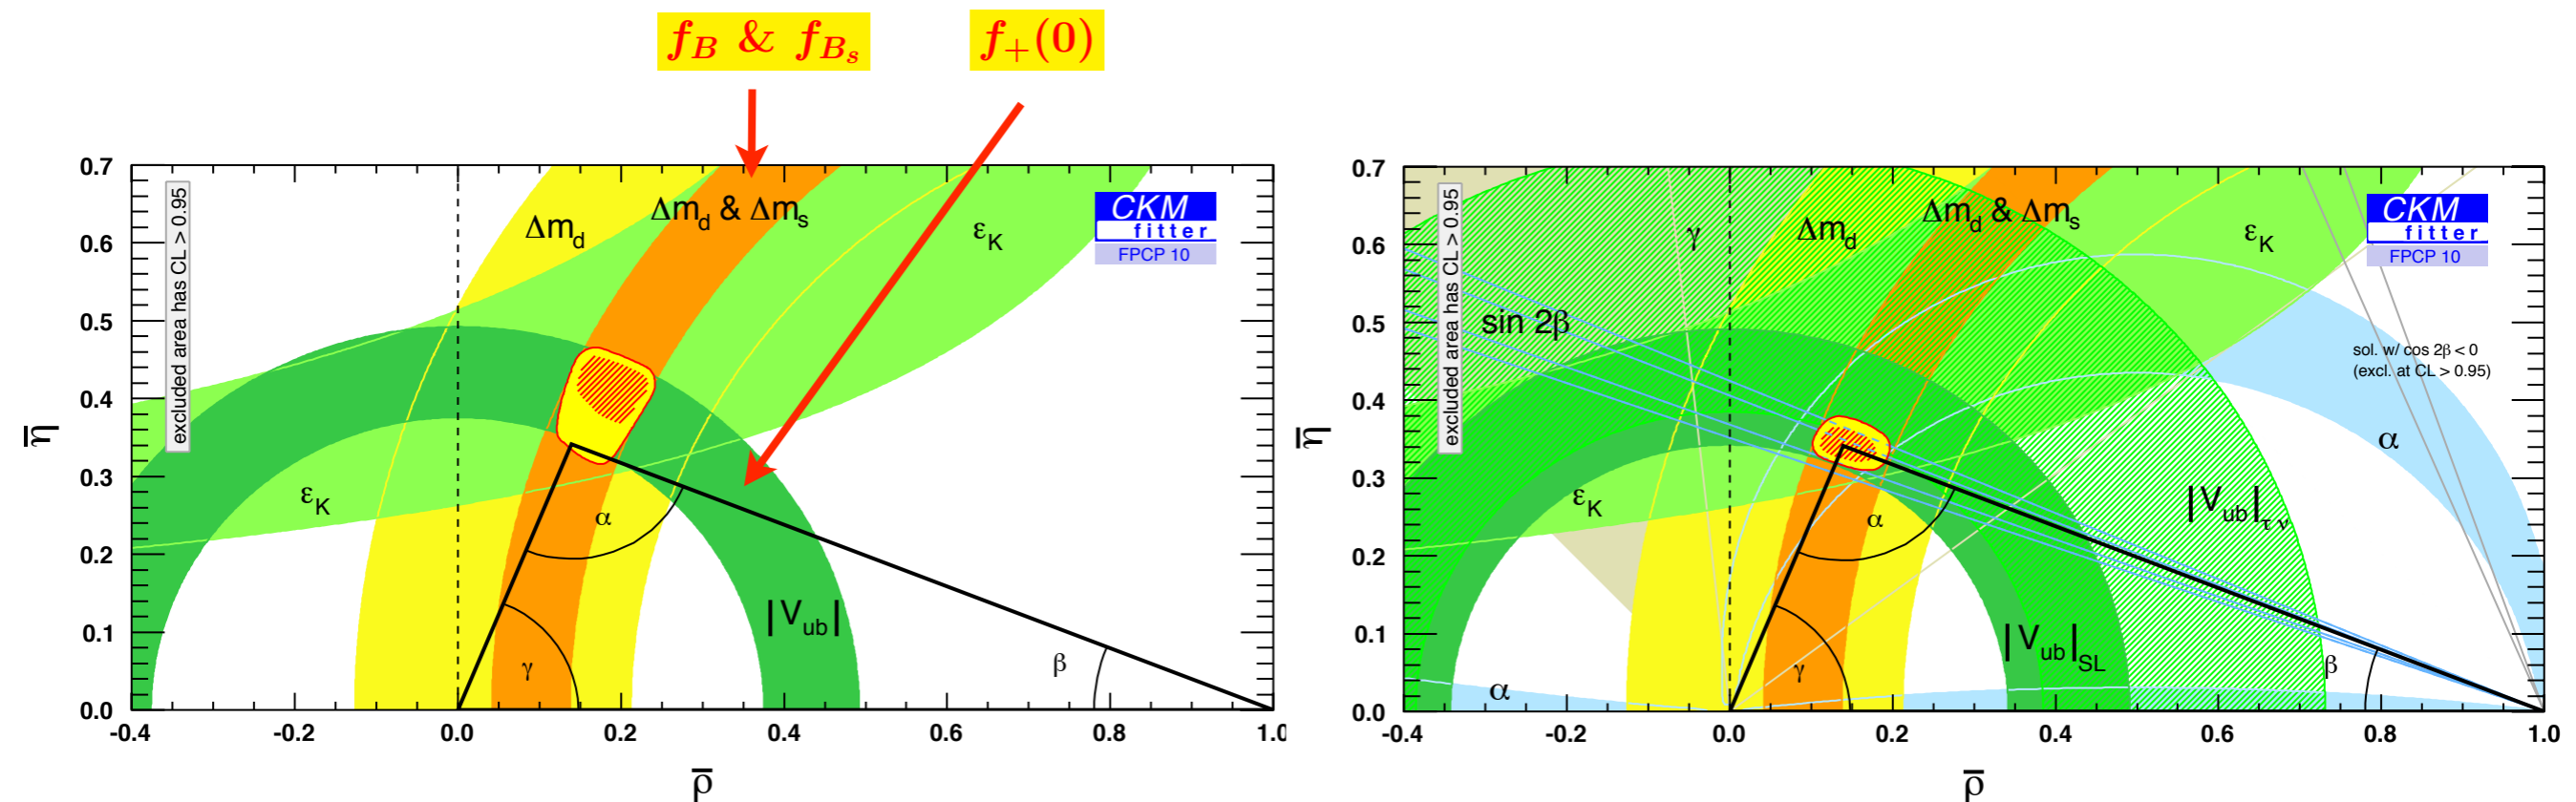 f_B & f_{B_s}
f_+(0)
0.7
0.6
0.5
0.4
0.3
0.2
0.1
0.0
η̄
excluded area has CL > 0.95
Δm_d
Δm_d & Δm_s
ε_K
CKM
fitter
FPCP 10
ε_K
α
|V_ub|
γ
β
-0.4
-0.2
0.0
0.2
0.4
0.6
0.8
1.0
ρ̄
0.7
0.6
0.5
0.4
0.3
0.2
0.1
0.0
η̄
excluded area has CL > 0.95
γ
Δm_d
Δm_d & Δm_s
ε_K
CKM
fitter
FPCP 10
sin 2β
sol. w/ cos 2β < 0
(excl. at CL > 0.95)
α
ε_K
α
|V_ub|_{τ ν}
|V_ub|_{SL}
α
γ
β
-0.4
-0.2
0.0
0.2
0.4
0.6
0.8
1.0
ρ̄